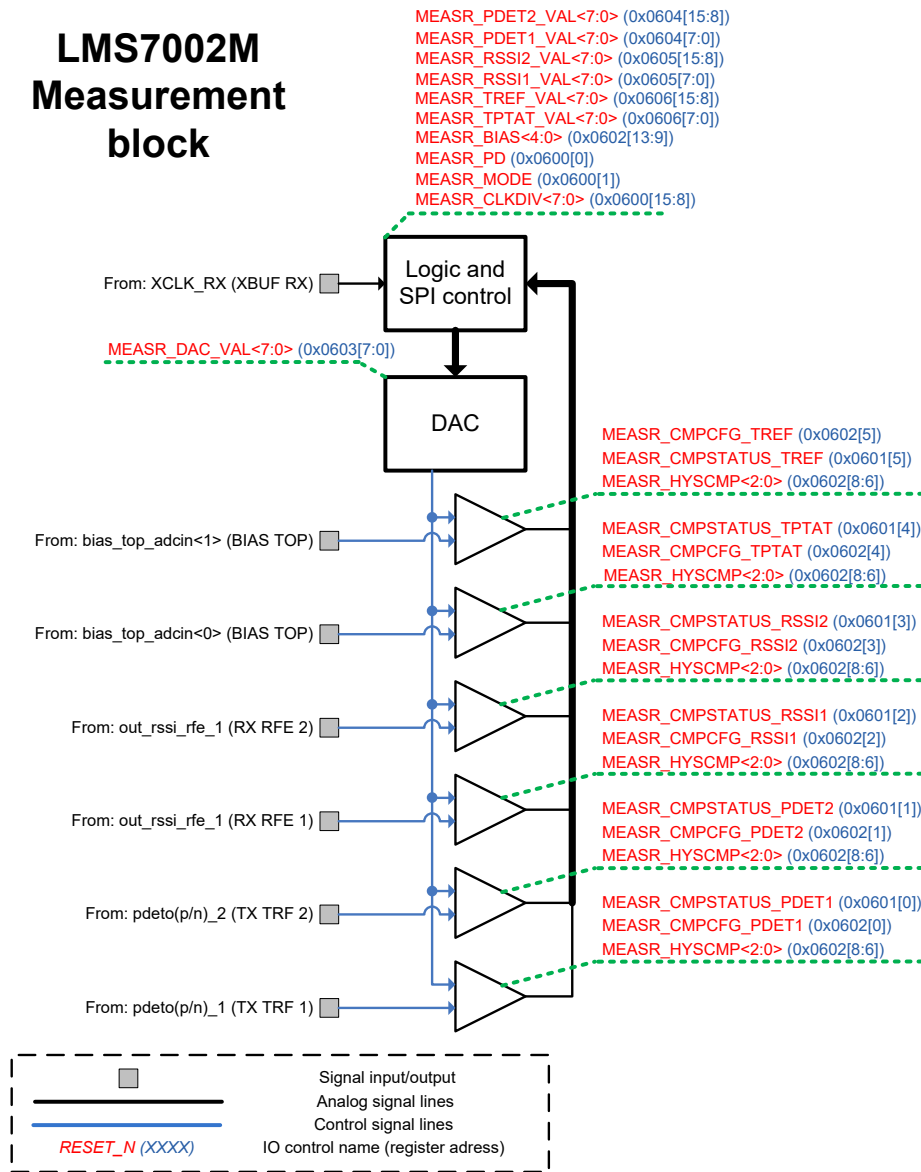 LMS7002M
Measurement
block
MEASR_PDET2_VAL<7:0> (0x0604[15:8])
MEASR_PDET1_VAL<7:0> (0x0604[7:0])
MEASR_RSSI2_VAL<7:0> (0x0605[15:8])
MEASR_RSSI1_VAL<7:0> (0x0605[7:0])
MEASR_TREF_VAL<7:0> (0x0606[15:8])
MEASR_TPTAT_VAL<7:0> (0x0606[7:0])
MEASR_BIAS<4:0> (0x0602[13:9])
MEASR_PD (0x0600[0])
MEASR_MODE (0x0600[1])
MEASR_CLKDIV<7:0> (0x0600[15:8])
From: XCLK_RX (XBUF RX)
Logic and
SPI control
MEASR_DAC_VAL<7:0> (0x0603[7:0])
DAC
MEASR_CMPCFG_TREF (0x0602[5])
MEASR_CMPSTATUS_TREF (0x0601[5])
MEASR_HYSCMP<2:0> (0x0602[8:6])
From: bias_top_adcin<1> (BIAS TOP)
MEASR_CMPSTATUS_TPTAT (0x0601[4])
MEASR_CMPCFG_TPTAT (0x0602[4])
MEASR_HYSCMP<2:0> (0x0602[8:6])
From: bias_top_adcin<0> (BIAS TOP)
MEASR_CMPSTATUS_RSSI2 (0x0601[3])
MEASR_CMPCFG_RSSI2 (0x0602[3])
MEASR_HYSCMP<2:0> (0x0602[8:6])
From: out_rssi_rfe_1 (RX RFE 2)
MEASR_CMPSTATUS_RSSI1 (0x0601[2])
MEASR_CMPCFG_RSSI1 (0x0602[2])
MEASR_HYSCMP<2:0> (0x0602[8:6])
From: out_rssi_rfe_1 (RX RFE 1)
MEASR_CMPSTATUS_PDET2 (0x0601[1])
MEASR_CMPCFG_PDET2 (0x0602[1])
MEASR_HYSCMP<2:0> (0x0602[8:6])
From: pdeto(p/n)_2 (TX TRF 2)
MEASR_CMPSTATUS_PDET1 (0x0601[0])
MEASR_CMPCFG_PDET1 (0x0602[0])
MEASR_HYSCMP<2:0> (0x0602[8:6])
From: pdeto(p/n)_1 (TX TRF 1)
Signal input/output
Analog signal lines
Control signal lines
RESET_N (XXXX) IO control name (register adress)